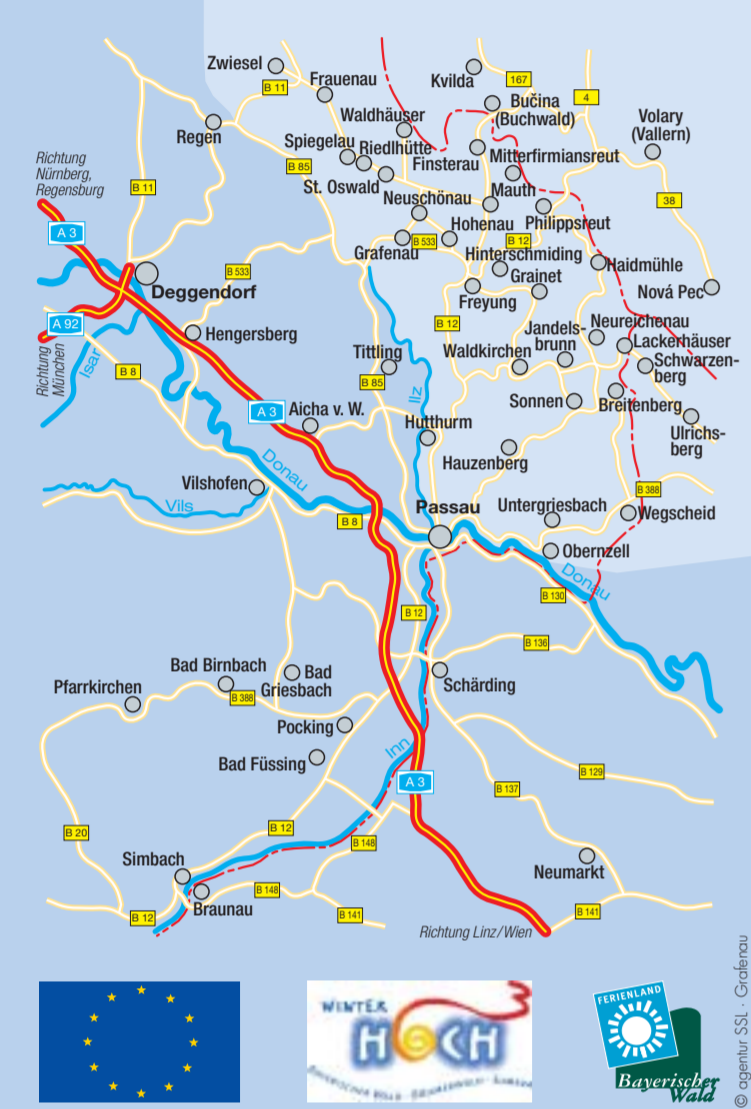 Zwiesel
Kvilda
167
B 11
Frauenau
4
Bučina
(Buchwald)
Volary
(Vallern)
Waldhäuser
Regen
Spiegelau
Riedlhütte
Finsterau
Mitterfirmiansreut
Richtung
Nürnberg,
Regensburg
B 85
St. Oswald
Mauth
B 11
Neuschönau
38
Hohenau
Philippsreut
A 3
Grafenau
B 533
B 12
Hinterschmiding
Haidmühle
B 533
Grainet
Deggendorf
Freyung
Nová Pec
A 92
B 12
Jandels-
brunn
Neureichenau
Hengersberg
Lackerhäuser
Richtung
München
Isar
Tittling
Waldkirchen
Schwarzen-
berg
B 8
B 85
Ilz
Sonnen
Breitenberg
A 3
Aicha v. W.
Hutthurm
Ulrichs-
berg
Donau
Hauzenberg
Vilshofen
B 388
Vils
Passau
Untergriesbach
Wegscheid
B 8
Obernzell
Donau
B 130
B 12
B 136
Bad Birnbach
Bad
Griesbach
Schärding
Pfarrkirchen
B 388
Pocking
Inn
Bad Füssing
B 129
A 3
B 137
B 20
B 12
B 148
Simbach
Neumarkt
B 148
Braunau
B 12
B 141
B 141
Richtung Linz/Wien
© agentur SSL · Grafenau
WINTER
HOCH
FERIENLAND
Bayerischer
Wald